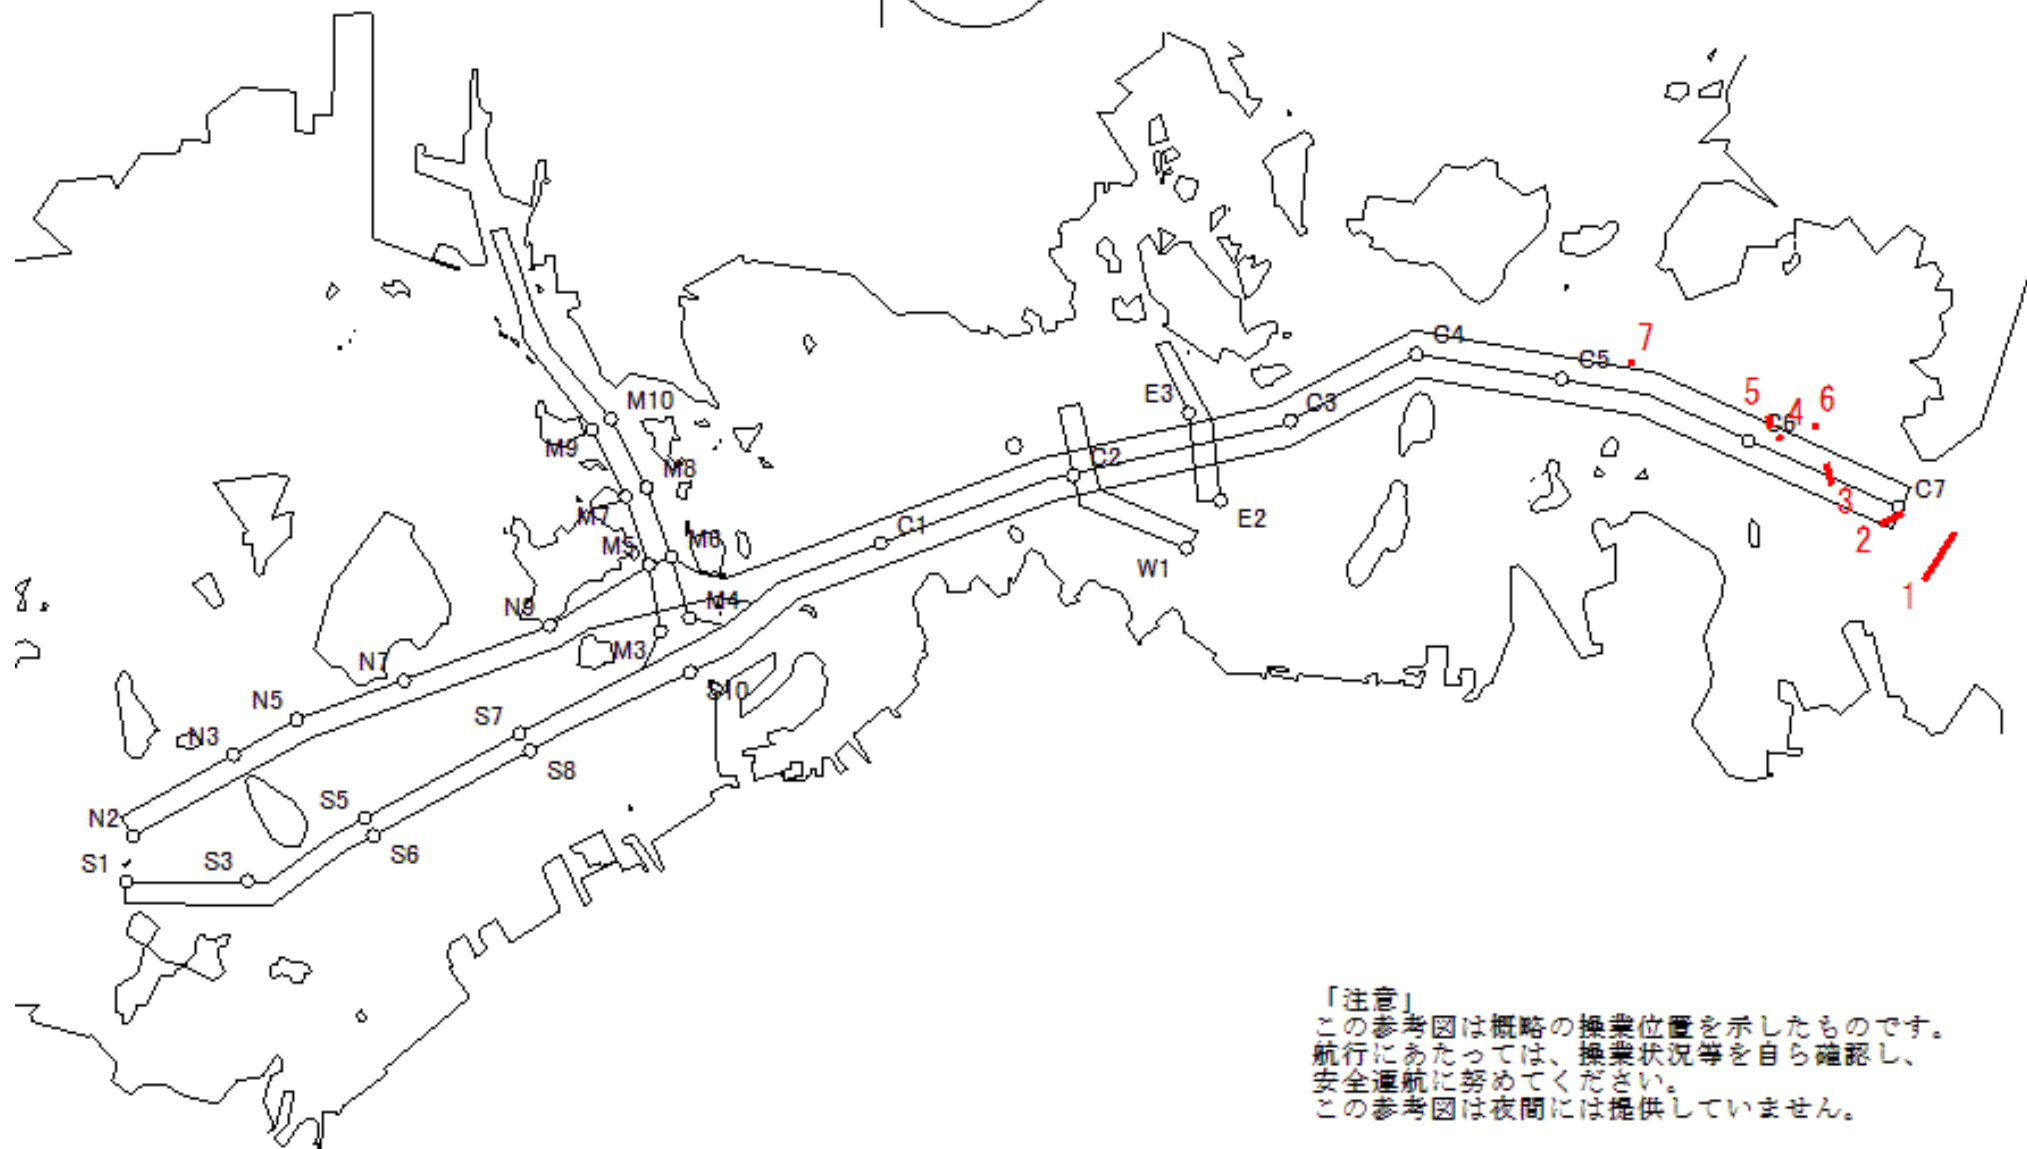 C4
7
C5
E3
5
4
6
M10
C3
C6
M9
M8
C2
C7
M7
E2
3
C1
2
M5
M6
W1
1
N9
M4
M3
N7
S10
N5
S7
N3
S8
S5
N2
S6
S1
S3
「注意」
この参考図は概略の操業位置を示したものです。
航行にあたっては、操業状況等を自ら確認し、
安全運航に努めてください。
この参考図は夜間には提供していません。